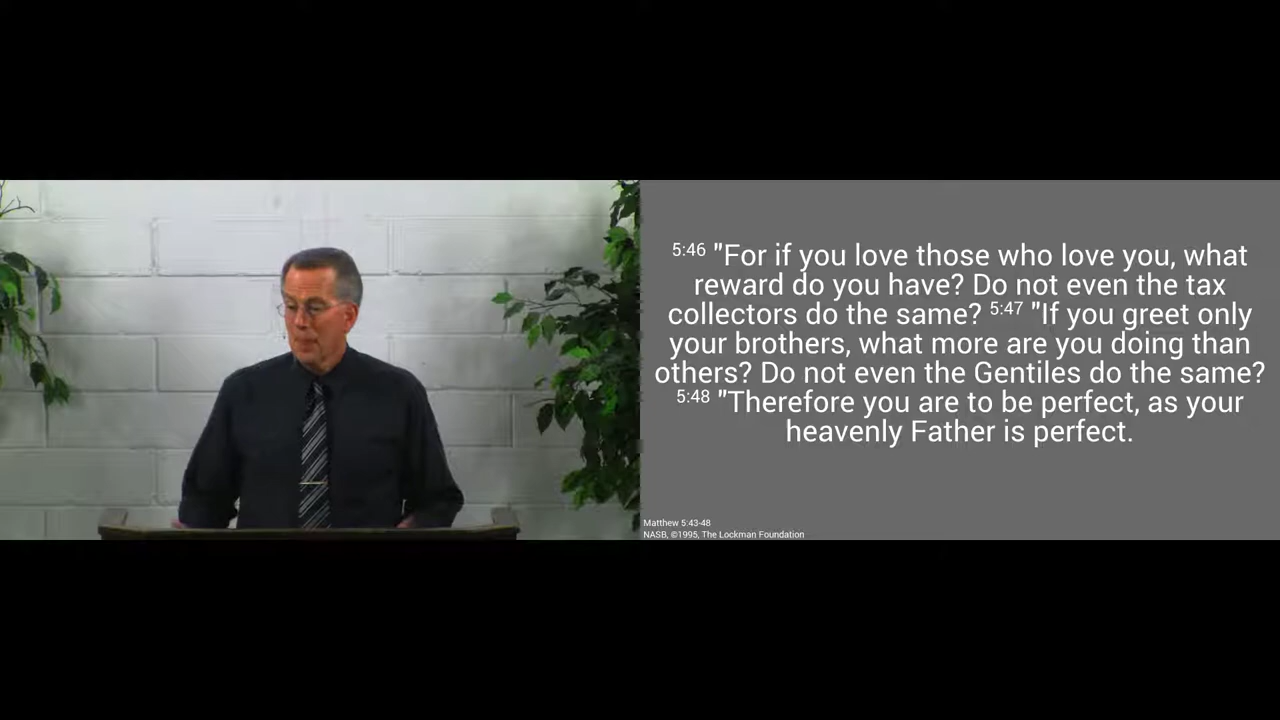 5:46 "For if you love those who love you, what
reward do you have? Do not even the tax
collectors do the same? 5:47 "If you greet only
your brothers, what more are you doing than
others? Do not even the Gentiles do the same?
5:48 "Therefore you are to be perfect, as your
heavenly Father is perfect.
Matthew 5:43-48
NASB, ©1995, The Lockman Foundation